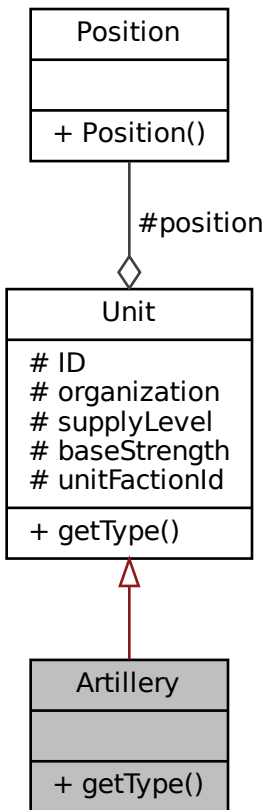 Position
+ Position()
#position
Unit
# ID
# organization
# supplyLevel
# baseStrength
# unitFactionId
+ getType()
Artillery
+ getType()